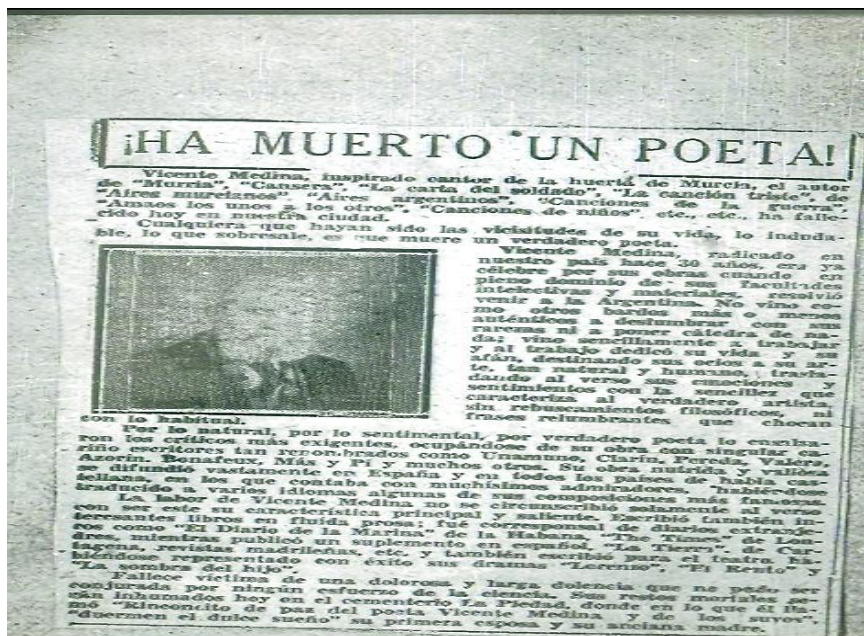 ¡HA MUERTO UN POETA!
Vicente Medina, inspirado cantor de la huerta de Murcia, el autor
de "Murria", "Cansera", "La carta del soldado", "La canción triste", de
"Aires murcianos", "Aires argentinos", "Canciones de la guerra",
"Amaos los unos a los otros", "Canciones de niños", etc., etc., ha falle-
cido hoy en nuestra ciudad.
Cualquiera que hayan sido las vicisitudes de su vida, lo induda-
ble, lo que sobresale, es que muere un verdadero poeta.
Vicente Medina, radicado en
nuestro país hace 30 años, era ya
célebre por sus obras cuando en
pleno dominio de sus facultades
intelectivas y materiales, resolvió
venir a la Argentina. No vino co-
mo otros bardos más o menos
auténticos a deslumbrar con sus
rarezas ni a poner cátedra de na-
da; vino sencillamente a trabajar
y al trabajo dedicó su vida y su
afán, destinando sus ocios a su ar-
te, tan natural y humano, trasla-
dando al verso sus emociones y
sentimientos con la sencillez que
caracteriza al verdadero artista,
sin rebuscamientos filosóficos, ni
frases relumbrantes que chocan
con lo habitual.
Por lo natural, por lo sentimental, por verdadero poeta lo ensalza-
ron los críticos más exigentes, ocupándose de su obra con singular ca-
riño escritores tan renombrados como Unamuno, Clarín, Pereda, Valera,
Azorín, Bonafoux, Más y Pí y muchos otros. Su obra nutrida y valiosa
se difundió vastamente en España y en todos los países de habla cas-
tellana, en los que contaba con muchísimos admiradores, habiéndose
traducido a varios idiomas algunas de sus composiciones más famosas.
La labor de Vicente Medina no se circunscribió solamente al verso
con ser este su característica principal y saliente. Escribió también in-
teresantes libros en fluida prosa; fué corresponsal de diarios extranje-
ros como "El Diario de la Marina", de la Habana, "The Times" de Lon-
dres, mientras publicó un suplemento en español, "La Tierra", de Car-
tagena, revistas madrileñas, etc. y también escribió para el teatro, ha-
biéndose representado con éxito sus dramas "Lorenzo", "El Rento" y
"La sombra del hijo".
Fallece víctima de una dolorosa y larga dolencia que no pudo ser
conjurada por ningún esfuerzo de la ciencia. Sus restos mortales se-
rán inhumados hoy en el cementerio La Piedad, donde en lo que él lla-
mó "Rinconcito de paz del poeta Vicente Medina y de los suyos",
"duermen el dulce sueño" su primera esposa y su anciana madre.